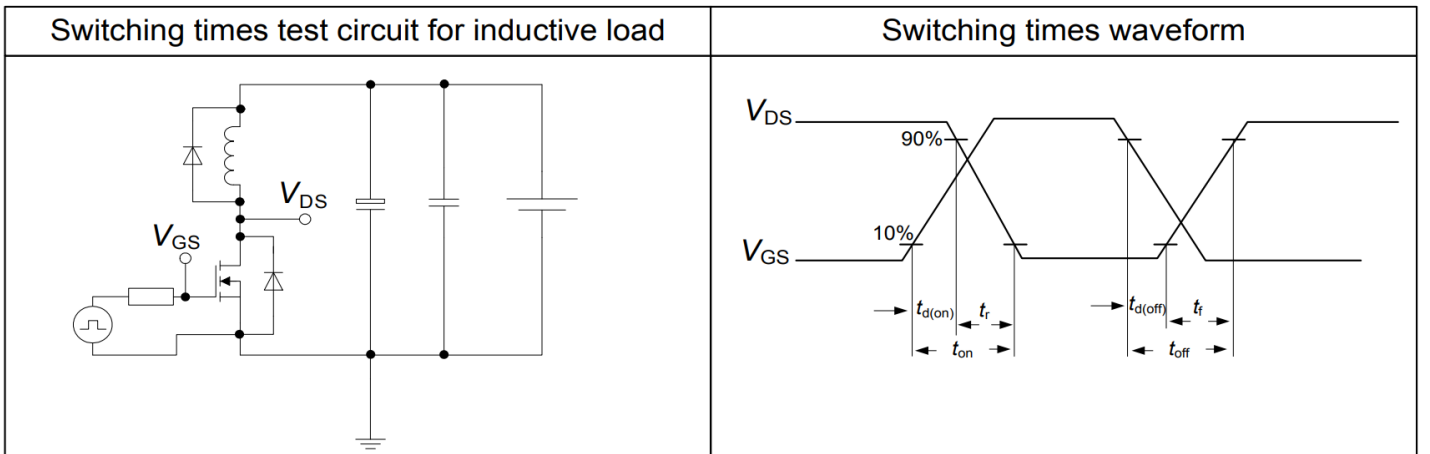 Switching times test circuit for inductive load
Switching times waveform
VDS
VGS
VDS
90%
10%
VGS
td(on)
tr
td(off)
tf
ton
toff